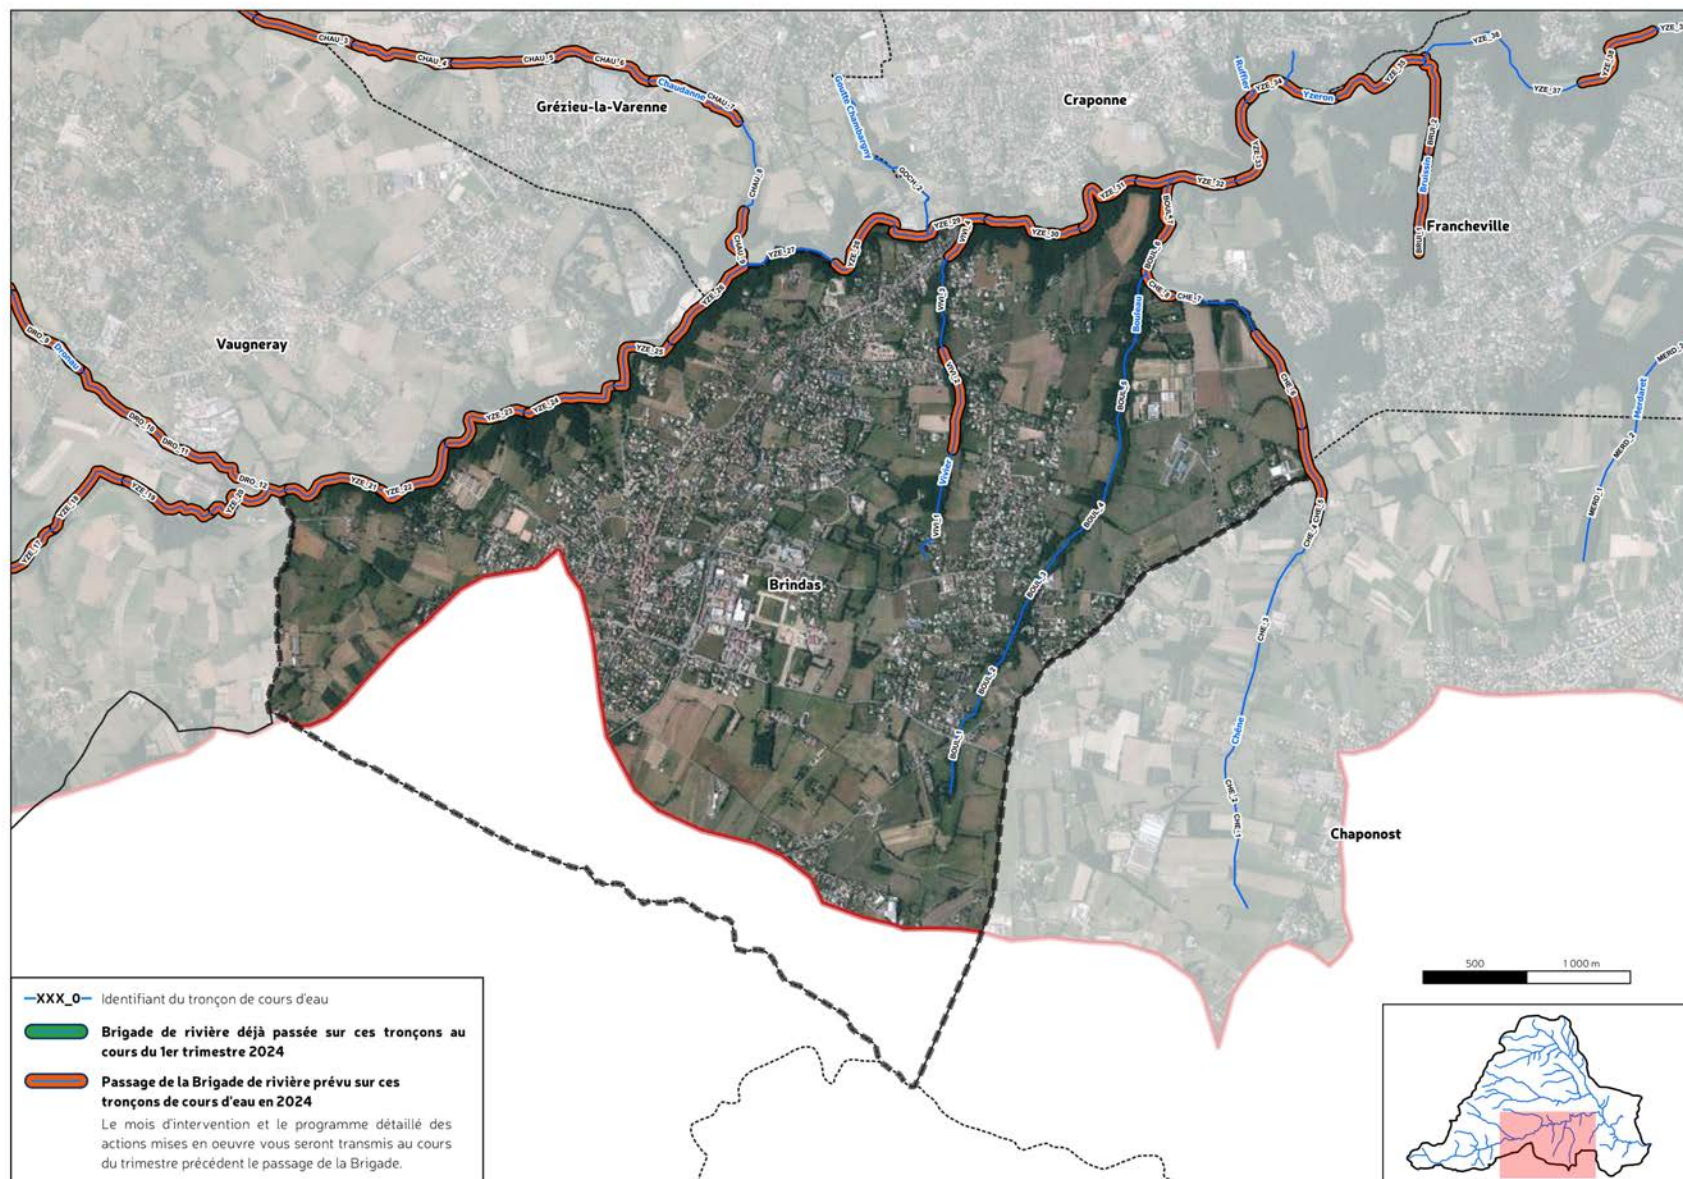 CHAU_3
CHAU_4
CHAU_5
CHAU_6
Chaudanne
CHAU_7
Grézieu-la-Varenne
CHAU_8
CHAU_9
Goutte Chambargny
GOCH_2
Craponne
Ruffier
YZE_34
Yzeron
YZE_35
YZE_36
YZE_37
YZE_38
YZE_3
BRUI_2
Bruissin
BRUI_1
Francheville
YZE_33
YZE_32
YZE_31
YZE_30
YZE_29
YZE_28
YZE_27
YZE_26
YZE_25
YZE_24
YZE_23
YZE_22
YZE_21
YZE_20
YZE_19
YZE_18
YZE_17
DRO_9
Dronau
DRO_10
DRO_11
DRO_12
Vaugneray
VIVI_4
VIVI_3
VIVI_2
Vivier
VIVI_1
Brindas
BOUL_7
BOUL_6
Bouleau
BOUL_5
BOUL_4
BOUL_3
BOUL_2
BOUL_1
CHE_8
CHE_7
CHE_6
CHE_5
CHE_4
CHE_3
Chêne
CHE_2
CHE_1
MERD_3
Merdaret
MERD_2
MERD_1
Chaponost
500
1 000 m
XXX_0
Identifiant du tronçon de cours d'eau
Brigade de rivière déjà passée sur ces tronçons au
cours du 1er trimestre 2024
Passage de la Brigade de rivière prévu sur ces
tronçons de cours d'eau en 2024
Le mois d'intervention et le programme détaillé des
actions mises en oeuvre vous seront transmis au cours
du trimestre précédent le passage de la Brigade.